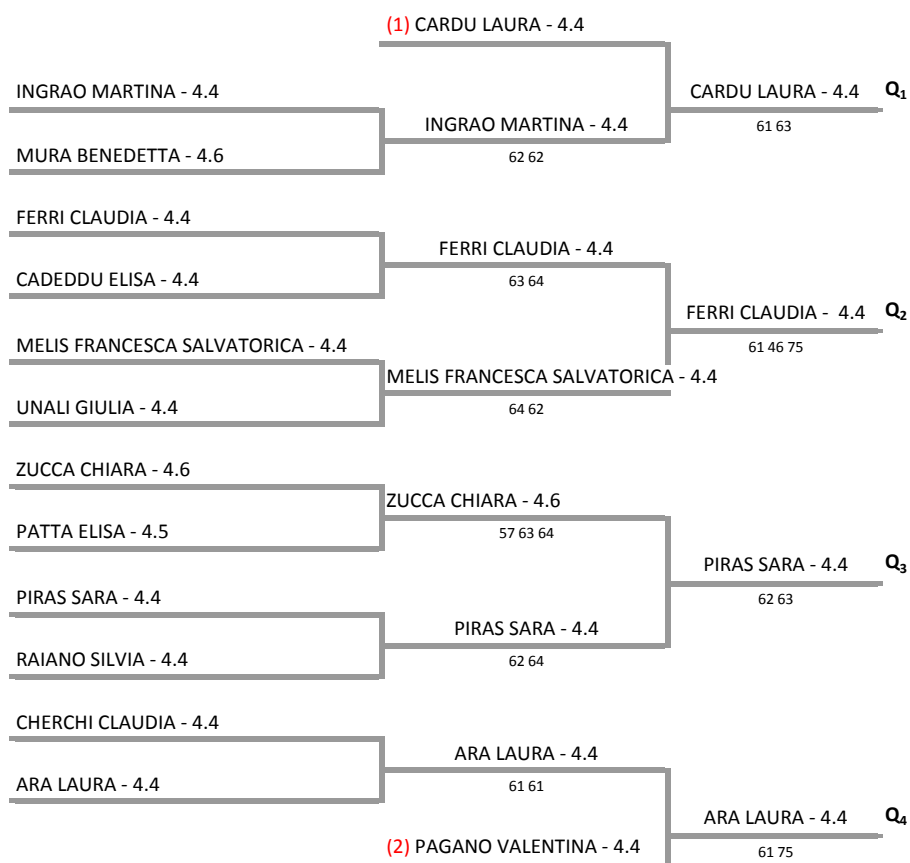 (1) CARDU LAURA - 4.4
INGRAO MARTINA - 4.4
CARDU LAURA - 4.4 Q1
INGRAO MARTINA - 4.4
61 63
MURA BENEDETTA - 4.6
62 62
FERRI CLAUDIA - 4.4
FERRI CLAUDIA - 4.4
CADEDDU ELISA - 4.4
63 64
FERRI CLAUDIA - 4.4 Q2
MELIS FRANCESCA SALVATORICA - 4.4
61 46 75
MELIS FRANCESCA SALVATORICA - 4.4
UNALI GIULIA - 4.4
64 62
ZUCCA CHIARA - 4.6
ZUCCA CHIARA - 4.6
PATTA ELISA - 4.5
57 63 64
PIRAS SARA - 4.4 Q3
PIRAS SARA - 4.4
62 63
PIRAS SARA - 4.4
RAIANO SILVIA - 4.4
62 64
CHERCHI CLAUDIA - 4.4
ARA LAURA - 4.4
ARA LAURA - 4.4
61 61
ARA LAURA - 4.4 Q4
(2) PAGANO VALENTINA - 4.4
61 75